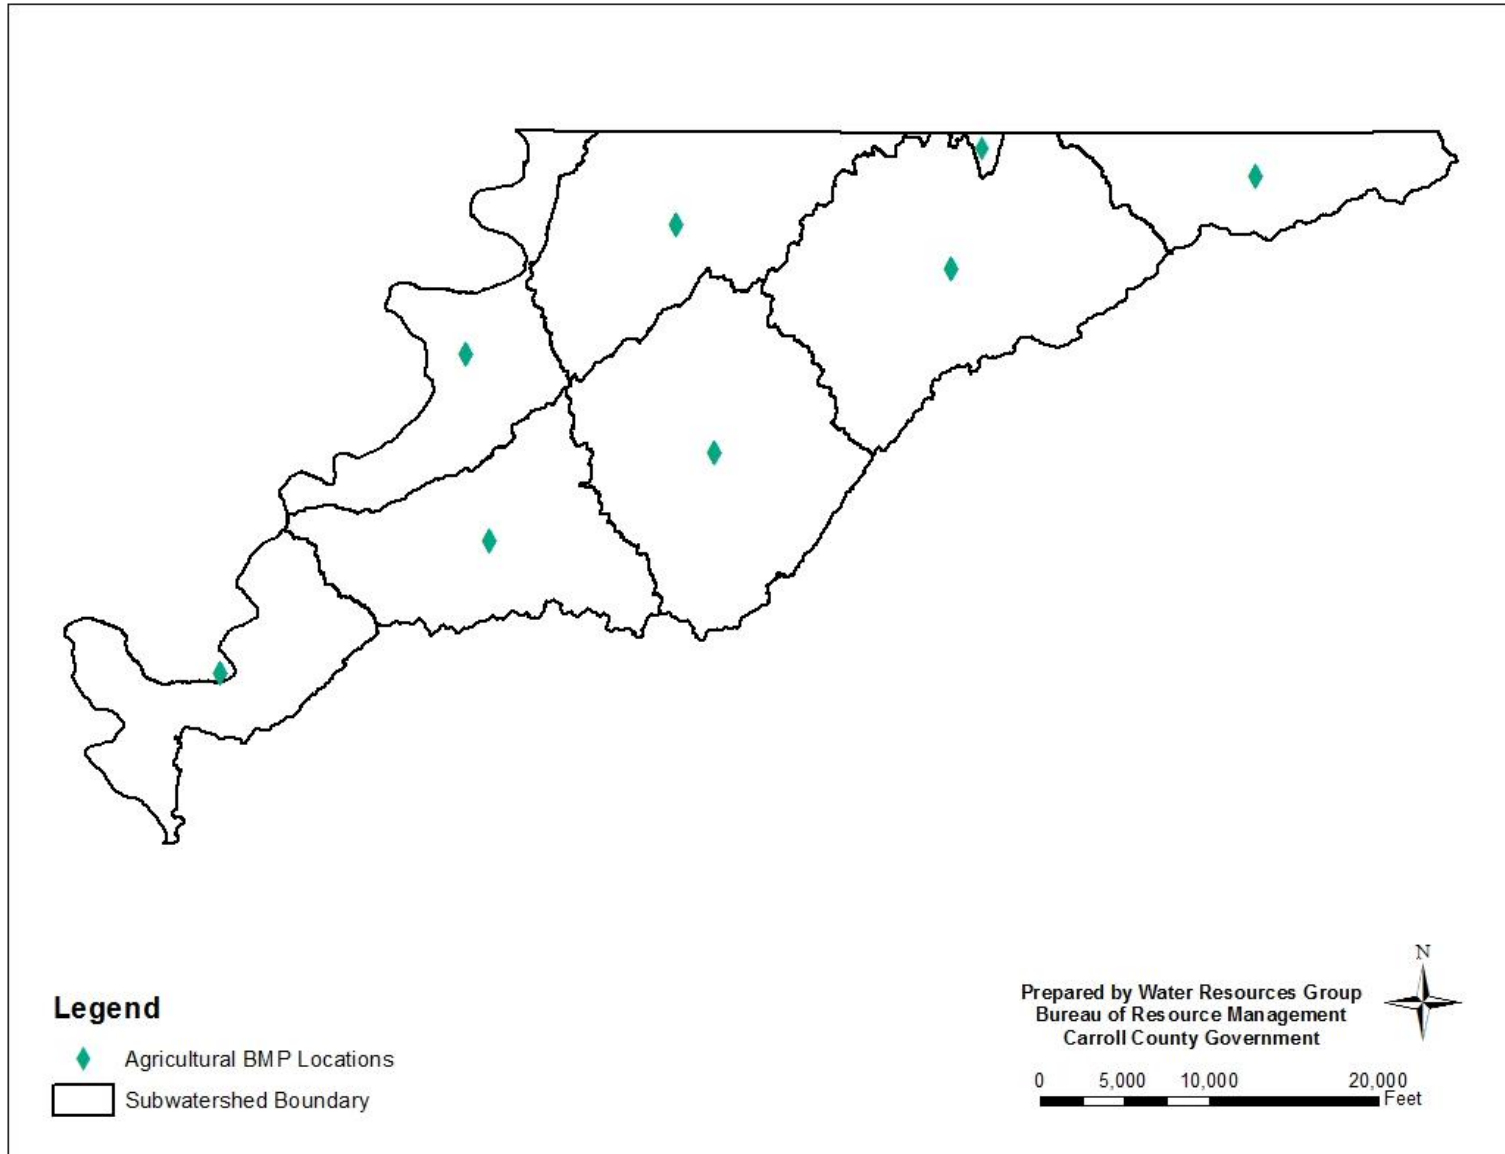 Legend
Agricultural BMP Locations
Subwatershed Boundary
N
Prepared by Water Resources Group
Bureau of Resource Management
Carroll County Government
0 5,000 10,000 20,000
Feet